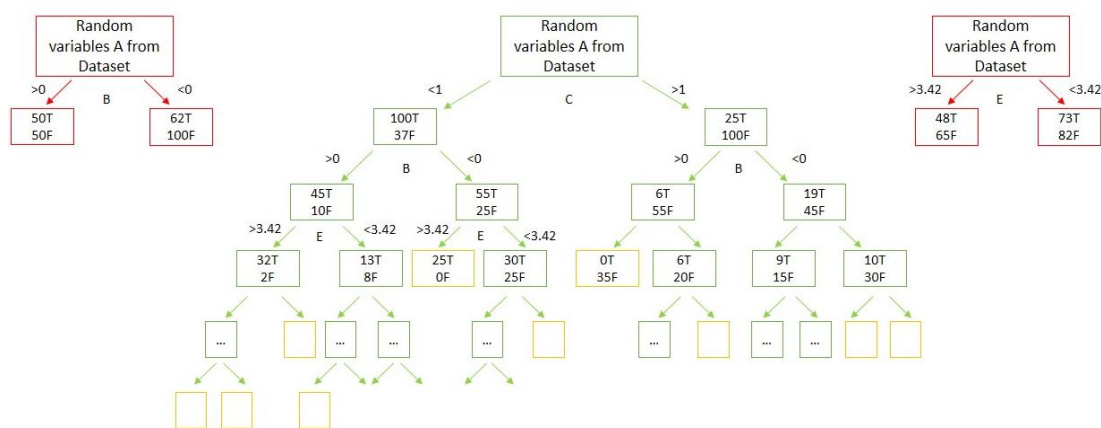 Random
variables A from
Dataset
>0
B
<0
50T
50F
62T
100F
Random
variables A from
Dataset
<1
C
>1
100T
37F
25T
100F
>0
B
<0
>0
B
<0
45T
10F
55T
25F
6T
55F
19T
45F
>3.42
E
<3.42
>3.42
E
<3.42
32T
2F
13T
8F
25T
0F
30T
25F
0T
35F
6T
20F
9T
15F
10T
30F
...
...
...
...
...
...
...
Random
variables A from
Dataset
>3.42
E
<3.42
48T
65F
73T
82F